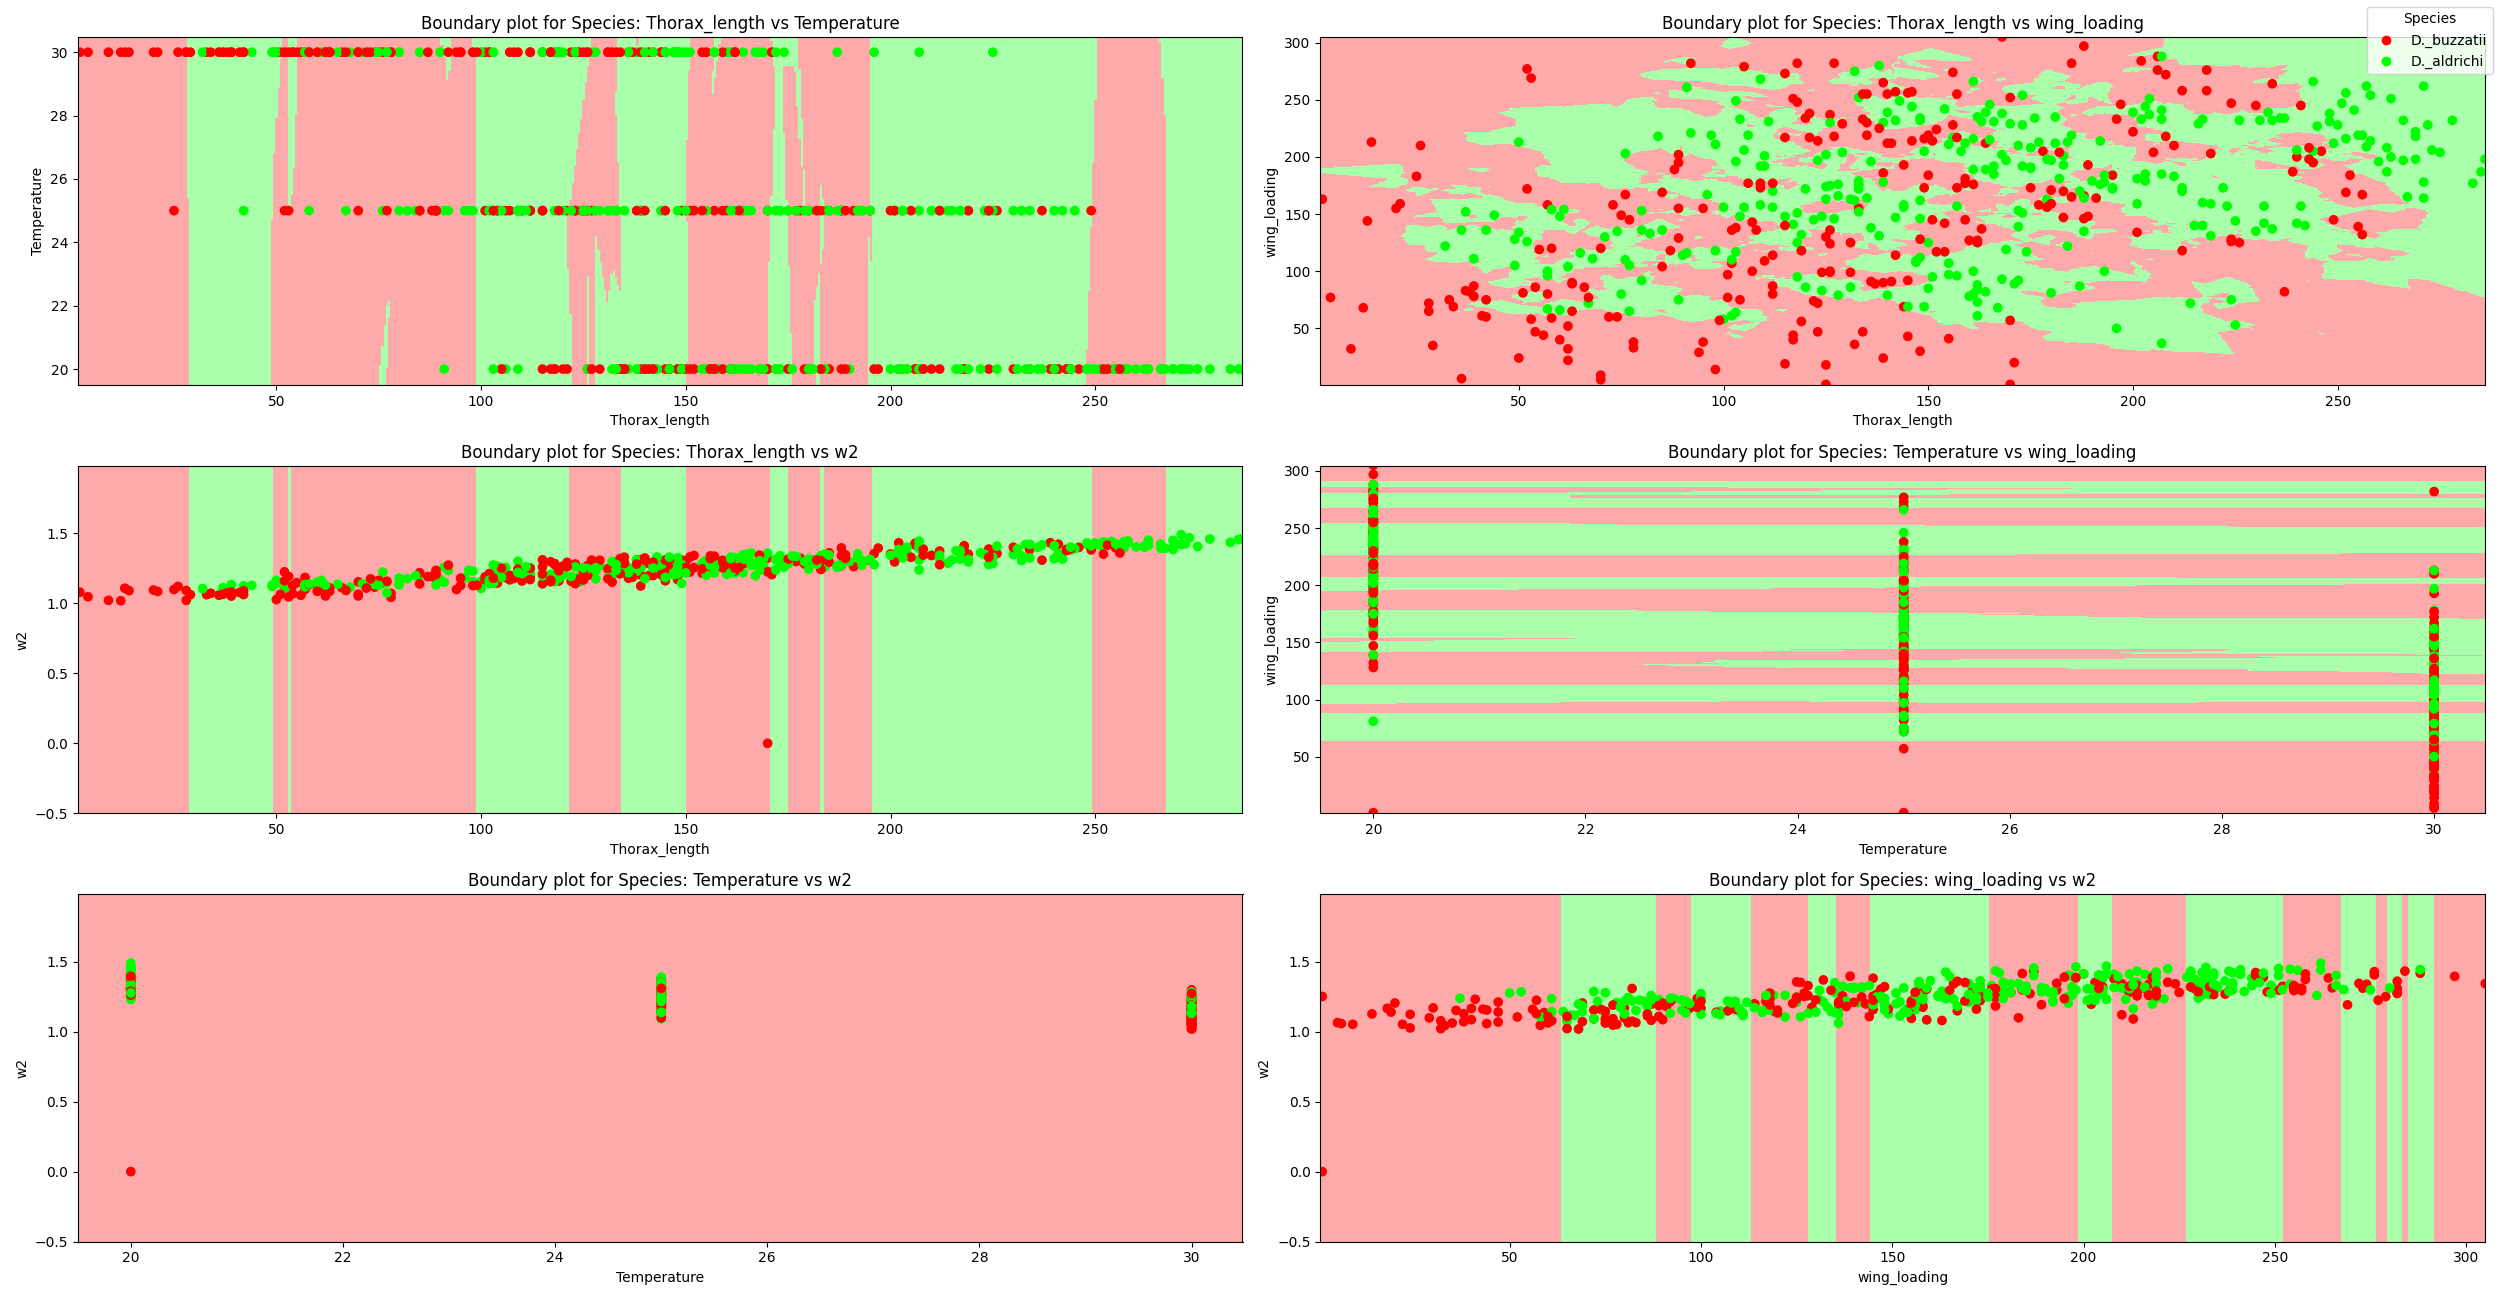 Boundary plot for Species: Thorax_length vs Temperature
30
28
26
24
22
20
Temperature
50 100 150 200 250
Thorax_length
Boundary plot for Species: Thorax_length vs wing_loading
Species
D._buzzatii
D._aldrichi
300
250
200
150
100
50
wing_loading
50 100 150 200 250
Thorax_length
Boundary plot for Species: Thorax_length vs w2
1.5
1.0
0.5
0.0
−0.5
w2
50 100 150 200 250
Thorax_length
Boundary plot for Species: Temperature vs wing_loading
300
250
200
150
100
50
wing_loading
20 22 24 26 28 30
Temperature
Boundary plot for Species: Temperature vs w2
1.5
1.0
0.5
0.0
−0.5
w2
20 22 24 26 28 30
Temperature
Boundary plot for Species: wing_loading vs w2
1.5
1.0
0.5
0.0
−0.5
w2
50 100 150 200 250 300
wing_loading